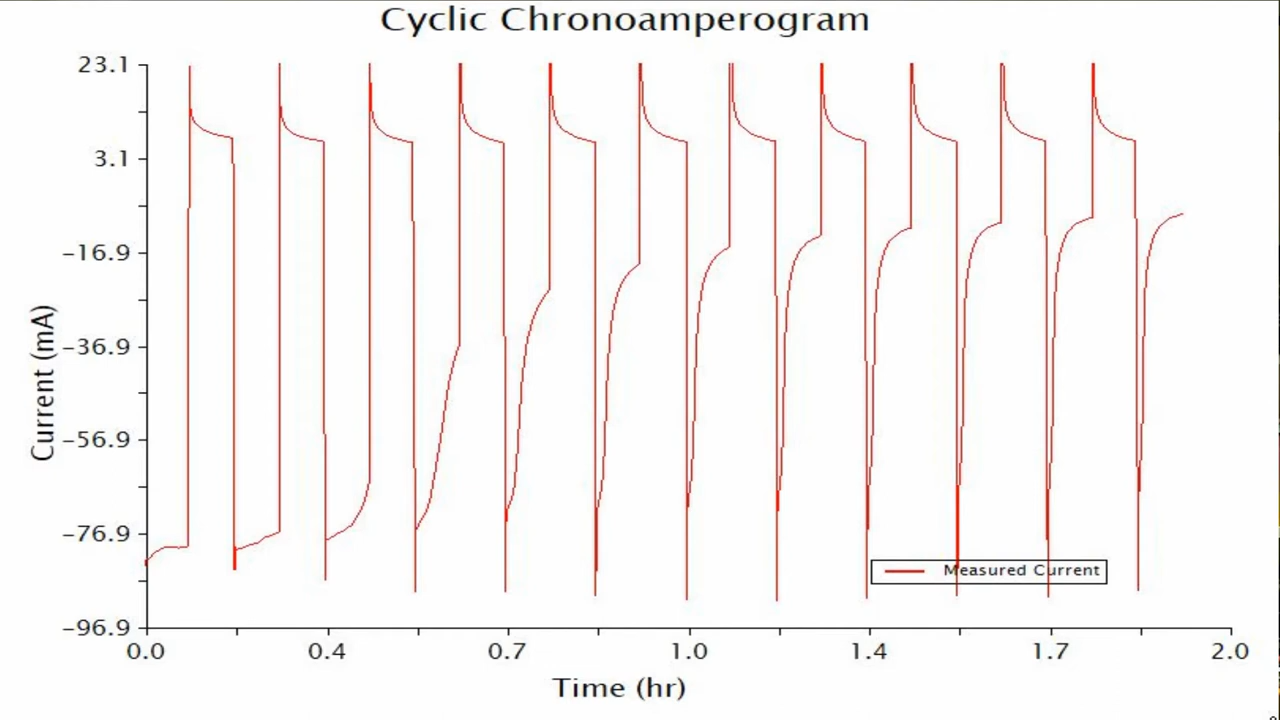 Cyclic Chronoamperogram
23.1
3.1
-16.9
-36.9
-56.9
-76.9
-96.9
Current (mA)
Measured Current
0.0 0.4 0.7 1.0 1.4 1.7 2.0
Time (hr)